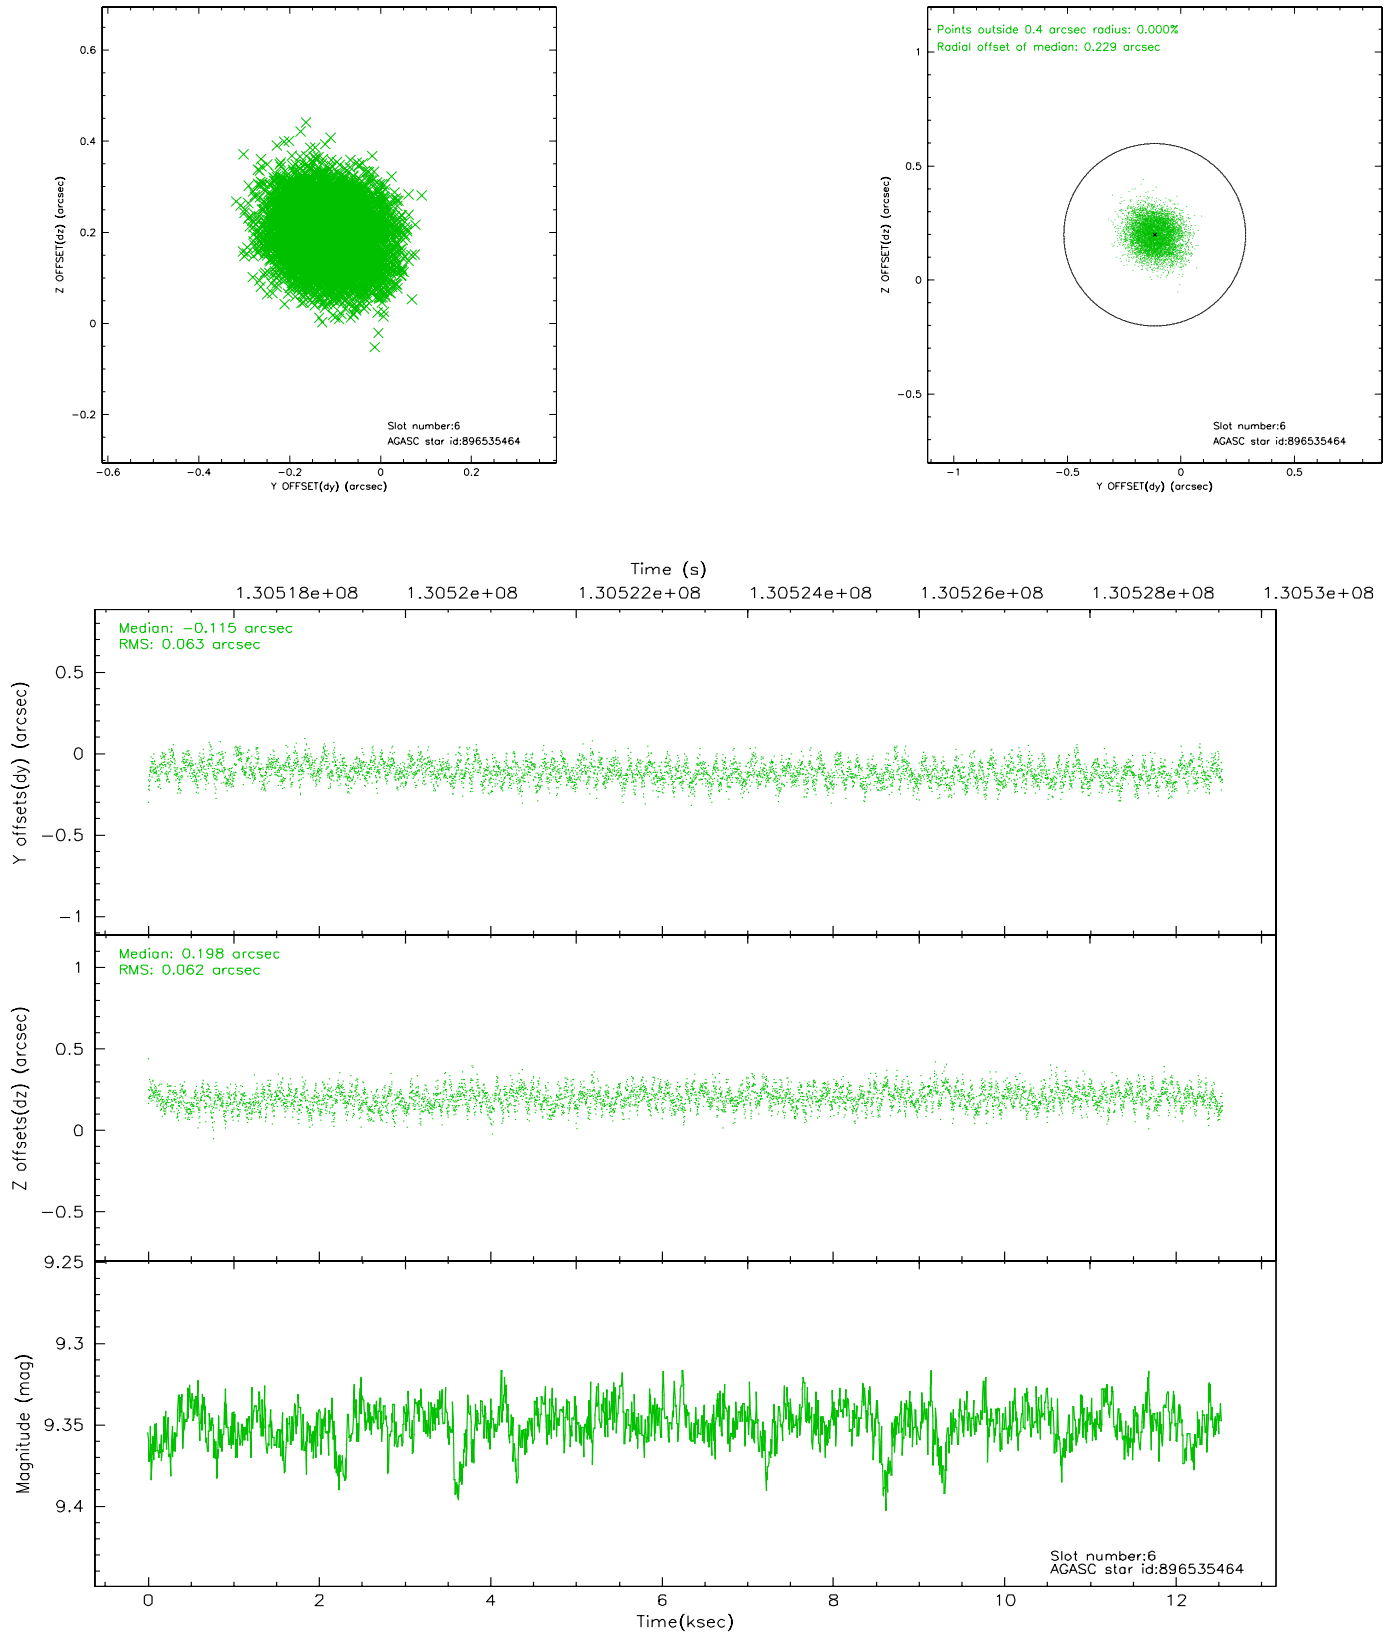 0.6
0.4
0.2
0
−0.2
Z OFFSET(dz) (arcsec)
Slot number:6
AGASC star id:896535464
−0.6
−0.4
−0.2
0
0.2
Y OFFSET(dy) (arcsec)
Points outside 0.4 arcsec radius: 0.000%
Radial offset of median: 0.229 arcsec
1
0.5
0
−0.5
Z OFFSET(dz) (arcsec)
Slot number:6
AGASC star id:896535464
−1
−0.5
0
0.5
Y OFFSET(dy) (arcsec)
Time (s)
1.30518e+08
1.3052e+08
1.30522e+08
1.30524e+08
1.30526e+08
1.30528e+08
1.3053e+08
Median: −0.115 arcsec
RMS: 0.063 arcsec
0.5
0
−0.5
−1
Y offsets(dy) (arcsec)
Median: 0.198 arcsec
RMS: 0.062 arcsec
1
0.5
0
−0.5
Z offsets(dz) (arcsec)
9.25
9.3
9.35
9.4
Magnitude (mag)
Slot number:6
AGASC star id:896535464
0
2
4
6
8
10
12
Time(ksec)